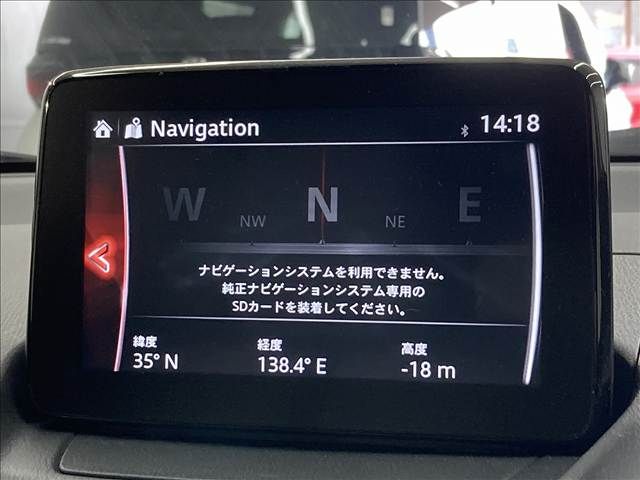 Navigation 14:18
W NW N NE E
ナビゲーションシステムを利用できません。
純正ナビゲーションシステム専用の
SDカードを装着してください。
緯度 経度 高度
35° N 138.4° E -18 m